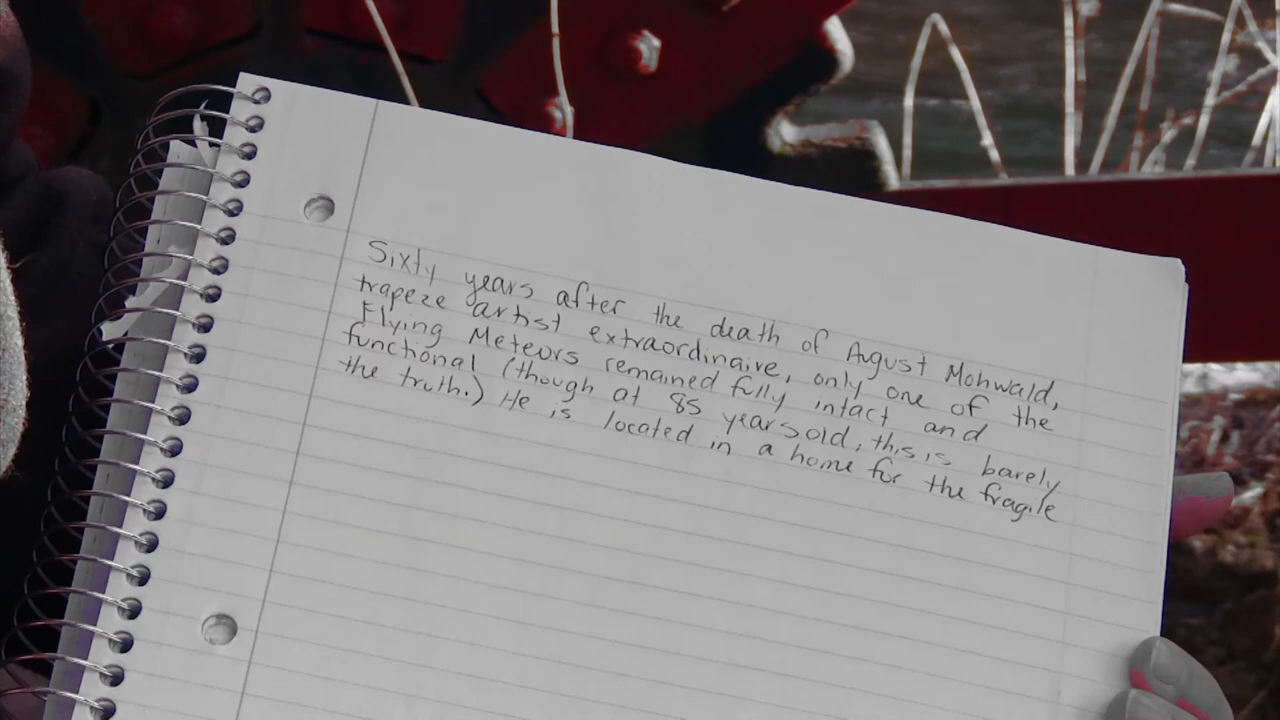 Sixty years after the death of August Mohwald,
trapeze artist extraordinaire, only one of the
Flying Meteors remained fully intact and
functional (though at 85 years old, this is barely
the truth.) He is located in a home for the fragile